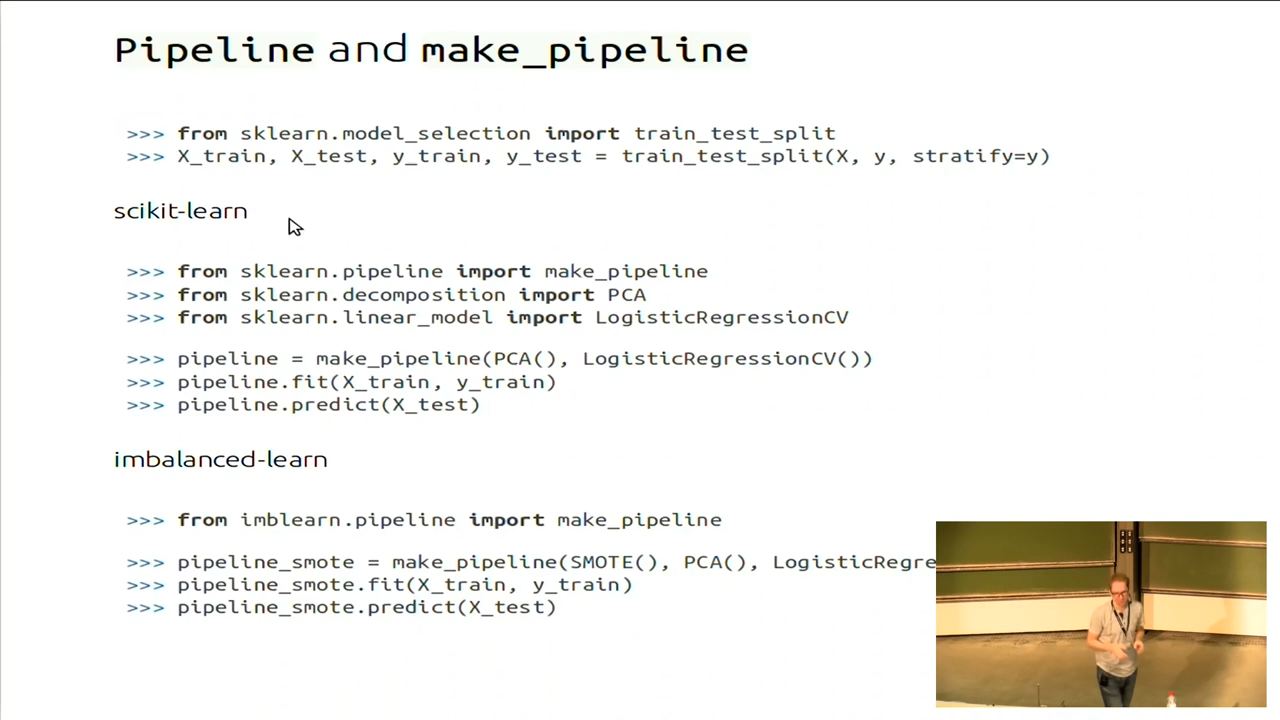 Pipeline and make_pipeline
>>> from sklearn.model_selection import train_test_split
>>> X_train, X_test, y_train, y_test = train_test_split(X, y, stratify=y)
scikit-learn
>>> from sklearn.pipeline import make_pipeline
>>> from sklearn.decomposition import PCA
>>> from sklearn.linear_model import LogisticRegressionCV
>>> pipeline = make_pipeline(PCA(), LogisticRegressionCV())
>>> pipeline.fit(X_train, y_train)
>>> pipeline.predict(X_test)
imbalanced-learn
>>> from imblearn.pipeline import make_pipeline
>>> pipeline_smote = make_pipeline(SMOTE(), PCA(), LogisticRegre
>>> pipeline_smote.fit(X_train, y_train)
>>> pipeline_smote.predict(X_test)